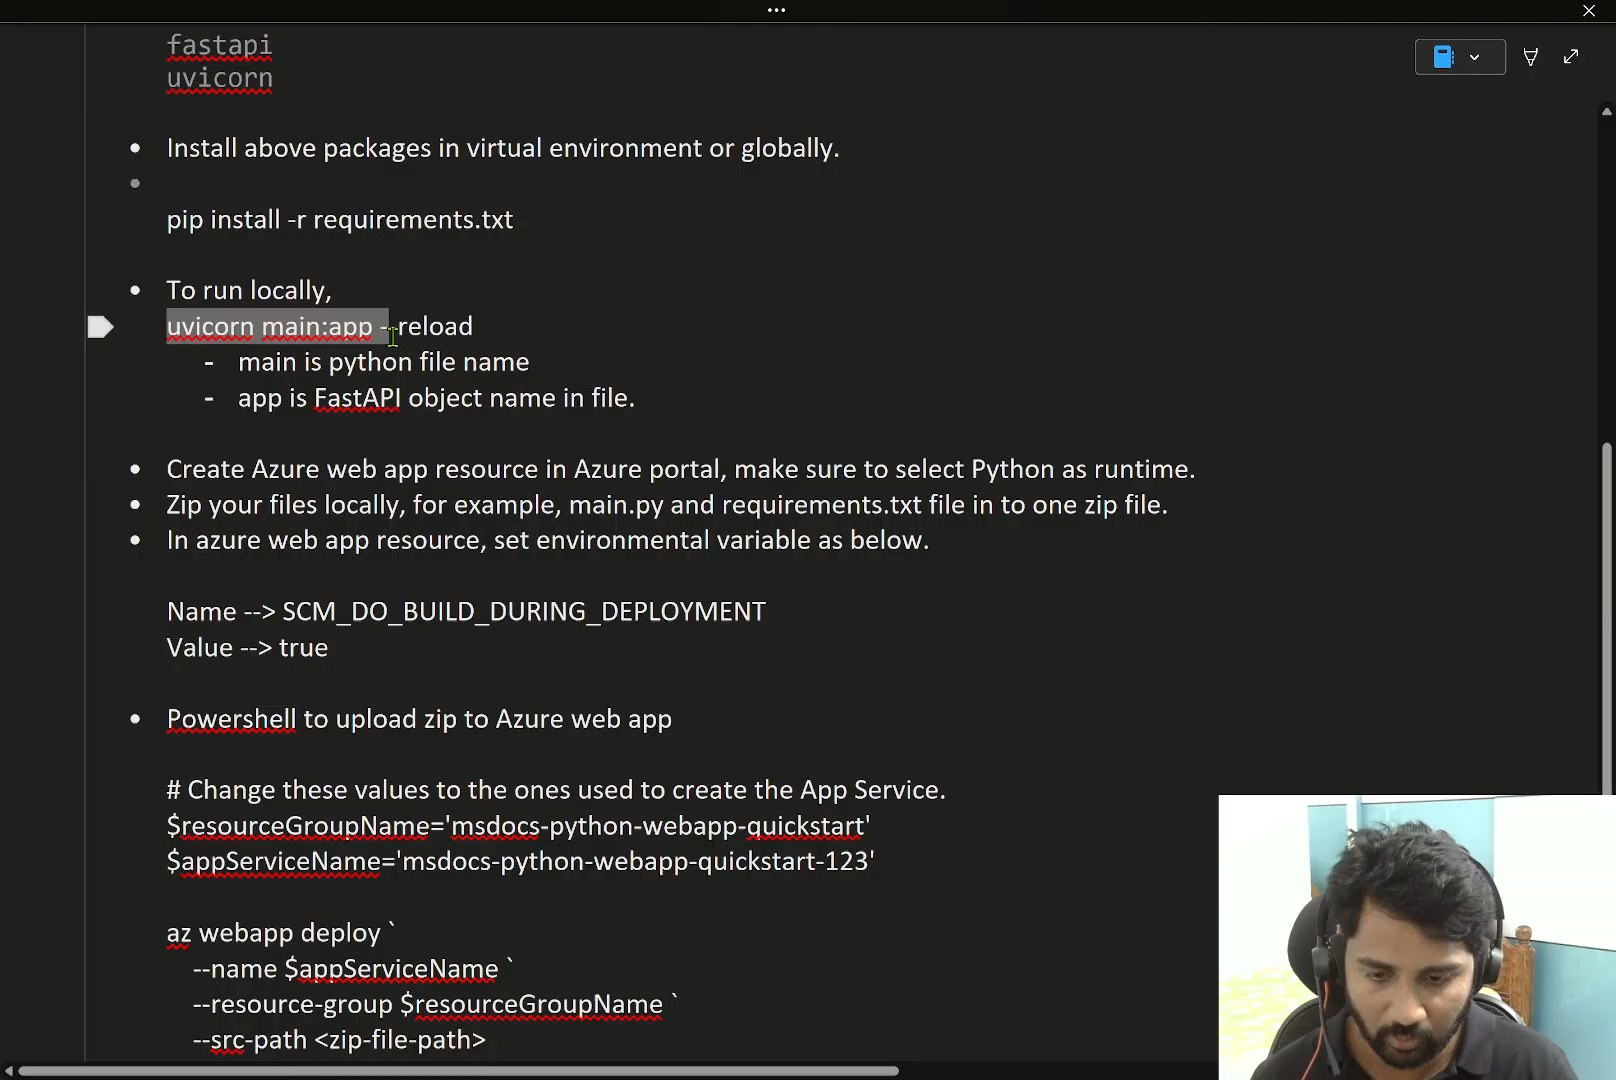 fastapi
uvicorn
Install above packages in virtual environment or globally.
pip install -r requirements.txt
To run locally,
uvicorn main:app --reload
- main is python file name
- app is FastAPI object name in file.
Create Azure web app resource in Azure portal, make sure to select Python as runtime.
Zip your files locally, for example, main.py and requirements.txt file in to one zip file.
In azure web app resource, set environmental variable as below.
Name --> SCM_DO_BUILD_DURING_DEPLOYMENT
Value --> true
Powershell to upload zip to Azure web app
# Change these values to the ones used to create the App Service.
$resourceGroupName='msdocs-python-webapp-quickstart'
$appServiceName='msdocs-python-webapp-quickstart-123'
az webapp deploy `
--name $appServiceName `
--resource-group $resourceGroupName `
--src-path <zip-file-path>